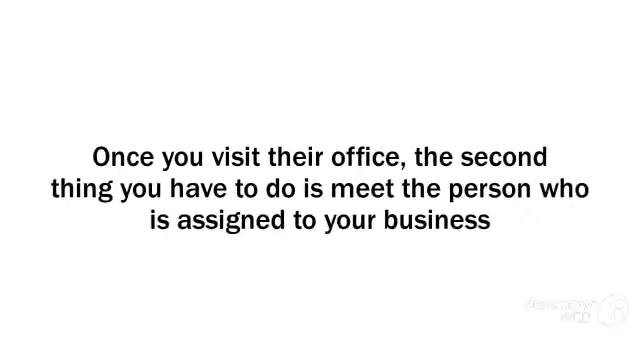 Once you visit their office, the second
thing you have to do is meet the person who
is assigned to your business